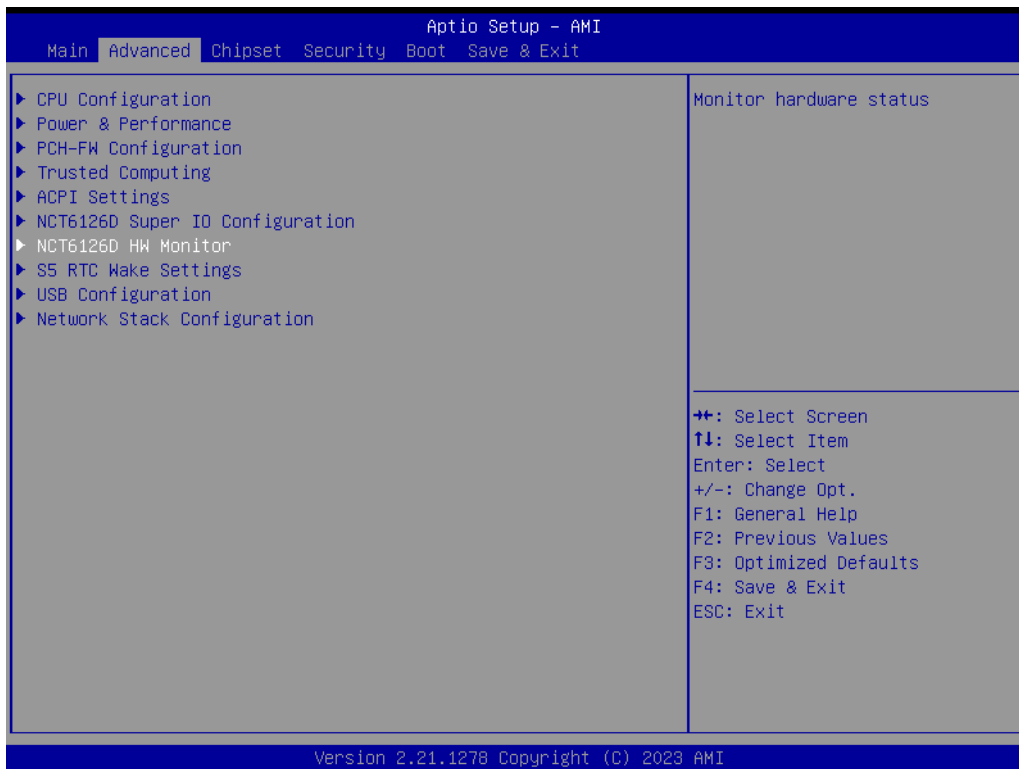 Aptio Setup – AMI
Main Advanced Chipset Security Boot Save & Exit
▶ CPU Configuration
▶ Power & Performance
▶ PCH-FW Configuration
▶ Trusted Computing
▶ ACPI Settings
▶ NCT6126D Super IO Configuration
▶ NCT6126D HW Monitor
▶ S5 RTC Wake Settings
▶ USB Configuration
▶ Network Stack Configuration
Monitor hardware status
→←: Select Screen
↑↓: Select Item
Enter: Select
+/-: Change Opt.
F1: General Help
F2: Previous Values
F3: Optimized Defaults
F4: Save & Exit
ESC: Exit
Version 2.21.1278 Copyright (C) 2023 AMI